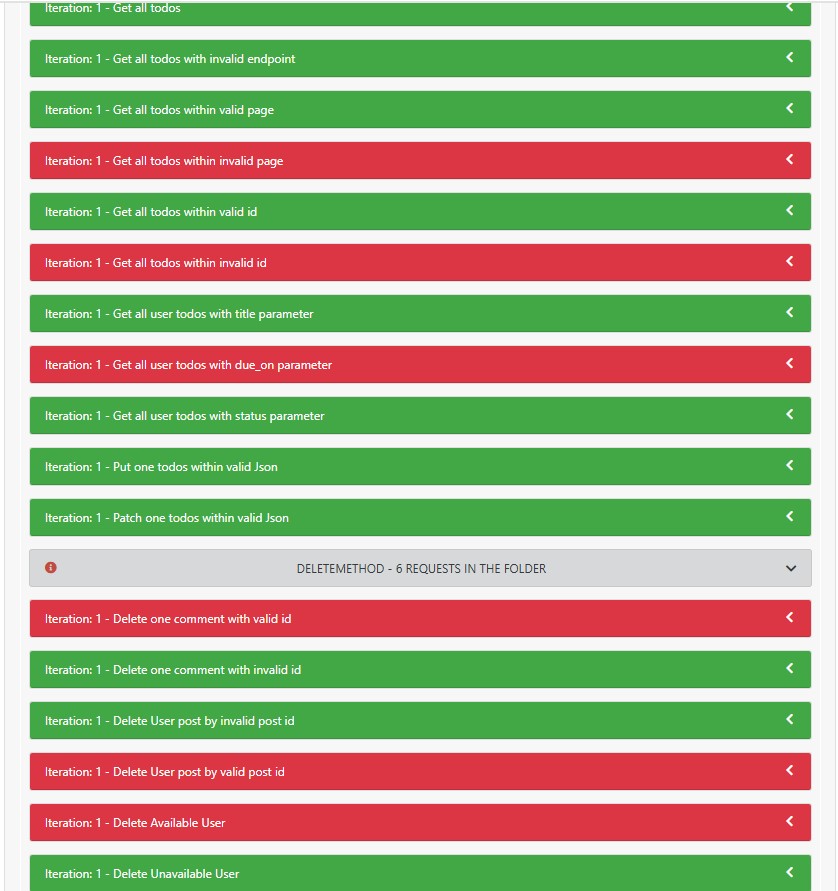 Iteration: 1 - Get all todos
Iteration: 1 - Get all todos with invalid endpoint
Iteration: 1 - Get all todos within valid page
Iteration: 1 - Get all todos within invalid page
Iteration: 1 - Get all todos within valid id
Iteration: 1 - Get all todos within invalid id
Iteration: 1 - Get all user todos with title parameter
Iteration: 1 - Get all user todos with due_on parameter
Iteration: 1 - Get all user todos with status parameter
Iteration: 1 - Put one todos within valid Json
Iteration: 1 - Patch one todos within valid Json
DELETEMETHOD - 6 REQUESTS IN THE FOLDER
Iteration: 1 - Delete one comment with valid id
Iteration: 1 - Delete one comment with invalid id
Iteration: 1 - Delete User post by invalid post id
Iteration: 1 - Delete User post by valid post id
Iteration: 1 - Delete Available User
Iteration: 1 - Delete Unavailable User